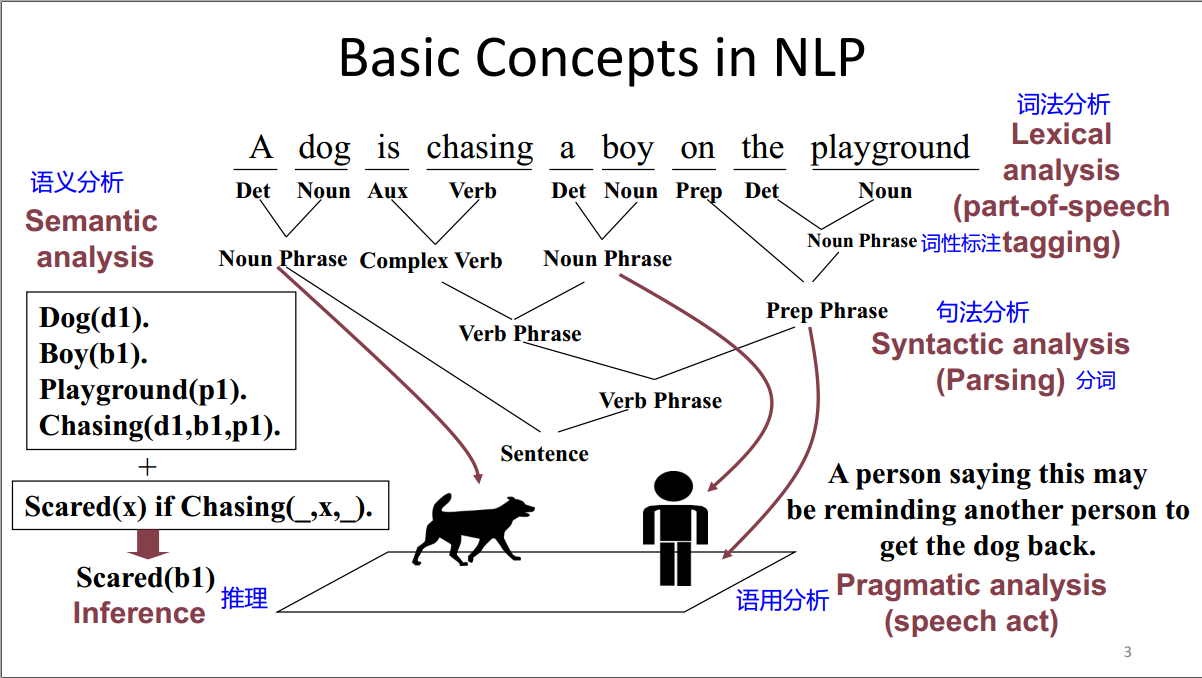 Basic Concepts in NLP
词法分析
Lexical
analysis
(part-of-speech
词性标注 tagging)
A dog is chasing a boy on the playground
Det Noun Aux Verb Det Noun Prep Det Noun
Noun Phrase
Noun Phrase Complex Verb Noun Phrase
Prep Phrase
Verb Phrase
Verb Phrase
Sentence
语义分析
Semantic
analysis
Dog(d1).
Boy(b1).
Playground(p1).
Chasing(d1,b1,p1).
+
Scared(x) if Chasing(_,x,_).
Scared(b1)
Inference 推理
句法分析
Syntactic analysis
(Parsing) 分词
A person saying this may
be reminding another person to
get the dog back.
语用分析 Pragmatic analysis
(speech act)
3